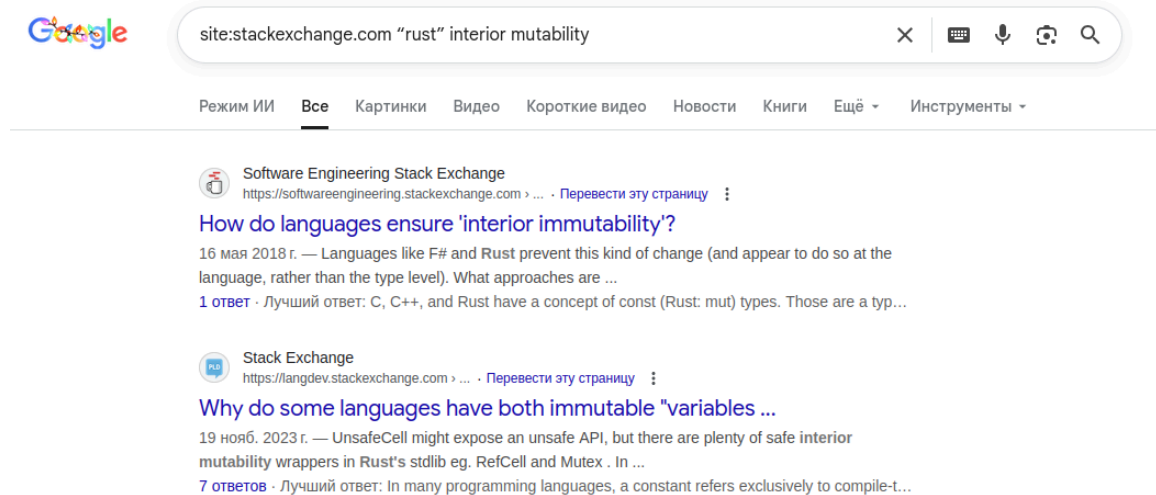 Google
site:stackexchange.com “rust” interior mutability
Режим ИИ Все Картинки Видео Короткие видео Новости Книги Ещё Инструменты
Software Engineering Stack Exchange
https://softwareengineering.stackexchange.com › ... · Перевести эту страницу
How do languages ensure 'interior immutability'?
16 мая 2018 г. — Languages like F# and Rust prevent this kind of change (and appear to do so at the
language, rather than the type level). What approaches are ...
1 ответ · Лучший ответ: C, C++, and Rust have a concept of const (Rust: mut) types. Those are a typ…
Stack Exchange
PLD
https://langdev.stackexchange.com › ... · Перевести эту страницу
Why do some languages have both immutable "variables ...
19 нояб. 2023 г. — UnsafeCell might expose an unsafe API, but there are plenty of safe interior
mutability wrappers in Rust's stdlib eg. RefCell and Mutex . In ...
7 ответов · Лучший ответ: In many programming languages, a constant refers exclusively to compile-t…